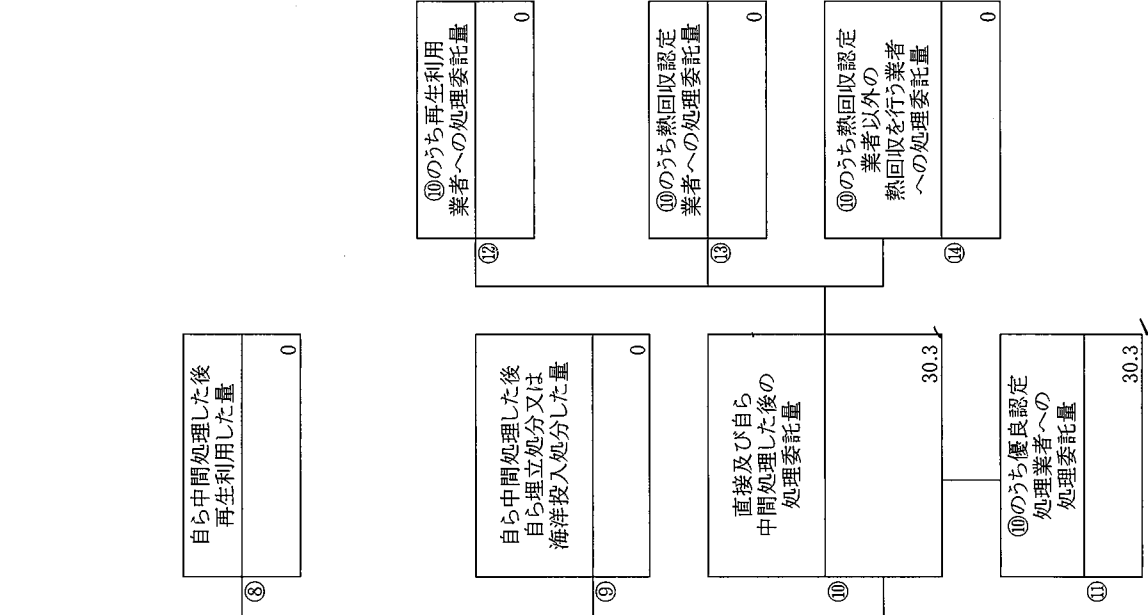 ⑧
自ら中間処理した後
再生利用した量
0
⑨
自ら中間処理した後
自ら埋立処分又は
海洋投入処分した量
0
⑩
直接及び自ら
中間処理した後の
処理委託量
30.3
⑪
⑩のうち優良認定
処理業者への
処理委託量
30.3
⑫
⑩のうち再生利用
業者への処理委託量
0
⑬
⑩のうち熱回収認定
業者への処理委託量
0
⑭
⑩のうち熱回収認定
業者以外の
熱回収を行う業者
への処理委託量
0